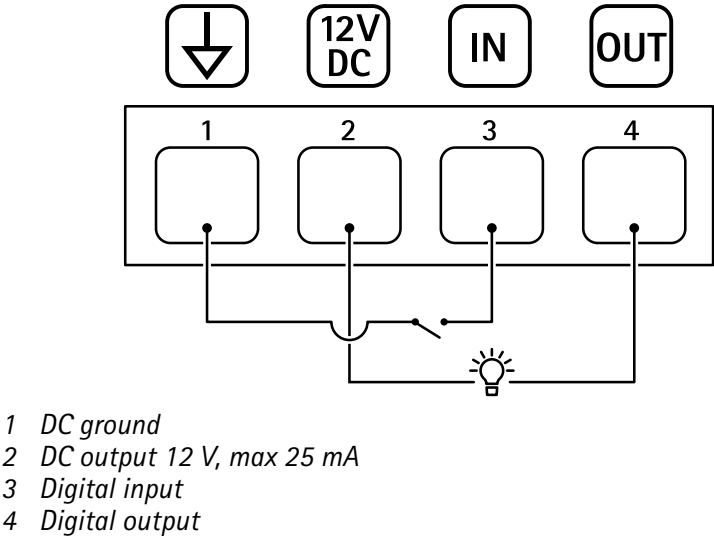 12V
DC
IN
OUT
1
2
3
4
1 DC ground
2 DC output 12 V, max 25 mA
3 Digital input
4 Digital output